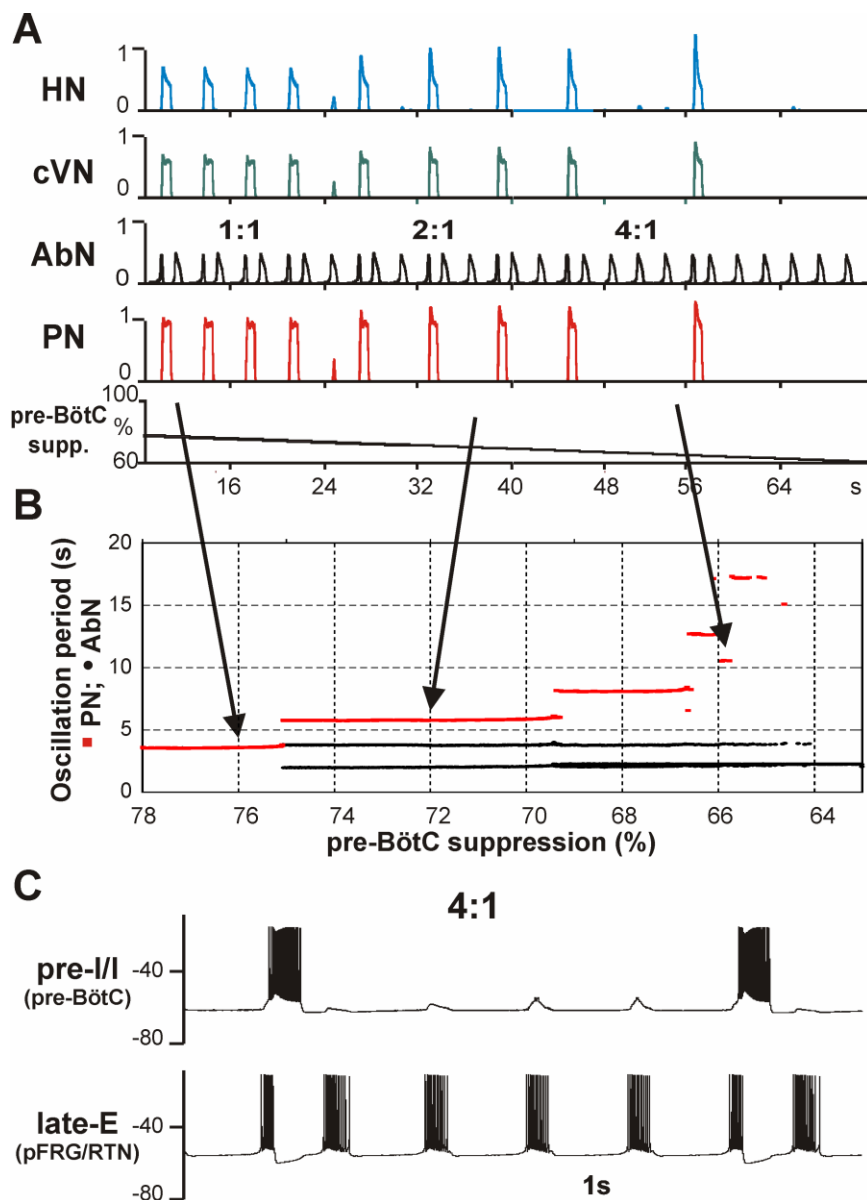 A
HN
1
0
cVN
1
0
1:1
2:1
4:1
AbN
1
0
PN
1
0
pre-BötC
supp.
100
%
60
16
24
32
40
48
56
64
s
B
Oscillation period (s)
■ PN; • AbN
20
15
10
5
0
78
76
74
72
70
68
66
64
pre-BötC suppression (%)
C
4:1
pre-I/I
(pre-BötC)
-40
-80
late-E
(pFRG/RTN)
-40
-80
1s